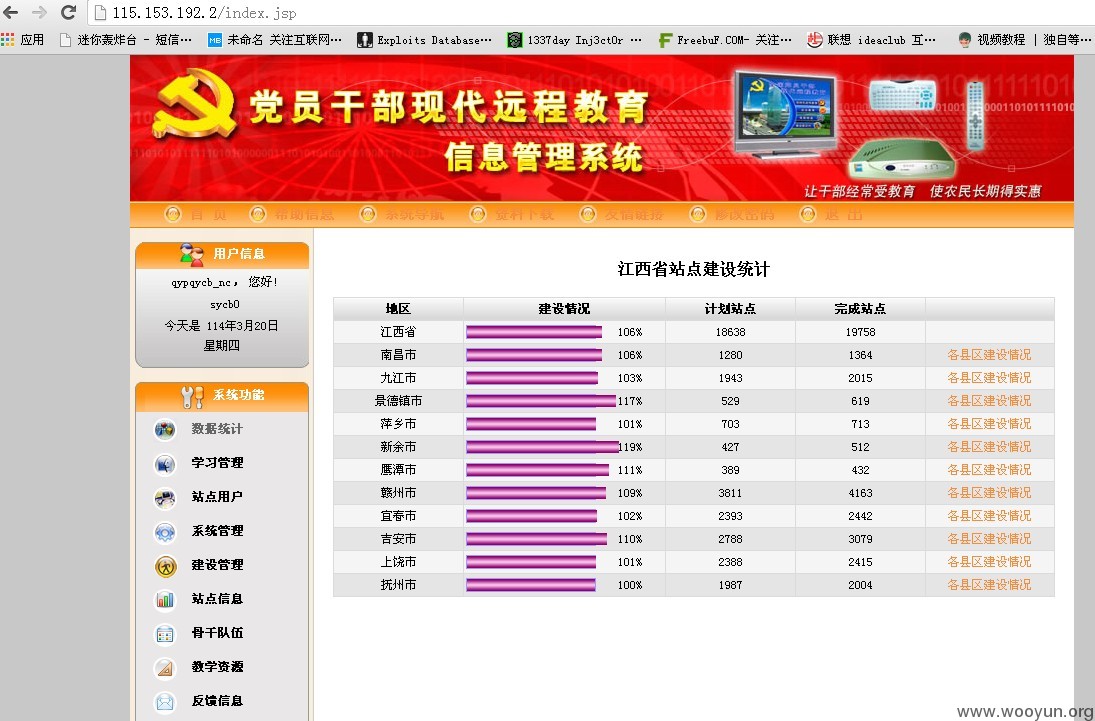 115.153.192.2/index.jsp
应用 迷你轰炸台 - 短信… 未命名 关注互联网… Exploits Database… 1337day Inj3ct0r … FreebuF.COM- 关注… 联想 ideaclub 互… 视频教程 | 独自等…
党员干部现代远程教育
信息管理系统
让干部经常受教育 使农民长期得实惠
首 页 帮助信息 系统导航 资料下载 友情链接 修改密码 退 出
用户信息
qypqycb_nc, 您好!
sycb0
今天是 114年3月20日
星期四
系统功能
数据统计
学习管理
站点用户
系统管理
建设管理
站点信息
骨干队伍
教学资源
反馈信息
江西省站点建设统计
地区 建设情况 计划站点 完成站点
江西省 106% 18638 19758
南昌市 106% 1280 1364 各县区建设情况
九江市 103% 1943 2015 各县区建设情况
景德镇市 117% 529 619 各县区建设情况
萍乡市 101% 703 713 各县区建设情况
新余市 119% 427 512 各县区建设情况
鹰潭市 111% 389 432 各县区建设情况
赣州市 109% 3811 4163 各县区建设情况
宜春市 102% 2393 2442 各县区建设情况
吉安市 110% 2788 3079 各县区建设情况
上饶市 101% 2388 2415 各县区建设情况
抚州市 100% 1987 2004 各县区建设情况
www.wooyun.org